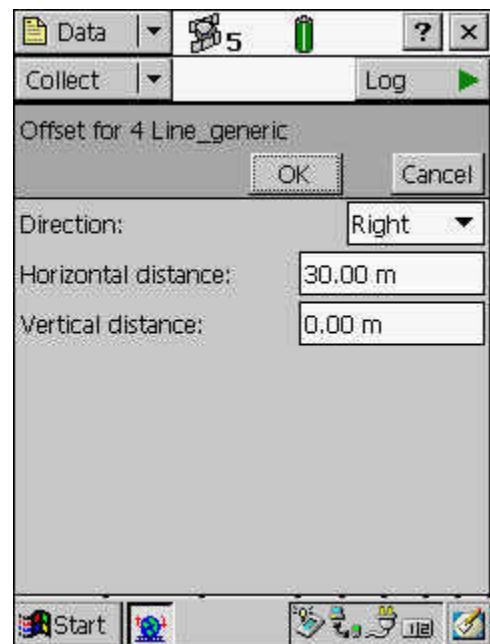 Data 5 ? ×
Collect Log
Offset for 4 Line_generic
OK Cancel
Direction: Right
Horizontal distance: 30.00 m
Vertical distance: 0.00 m
Start